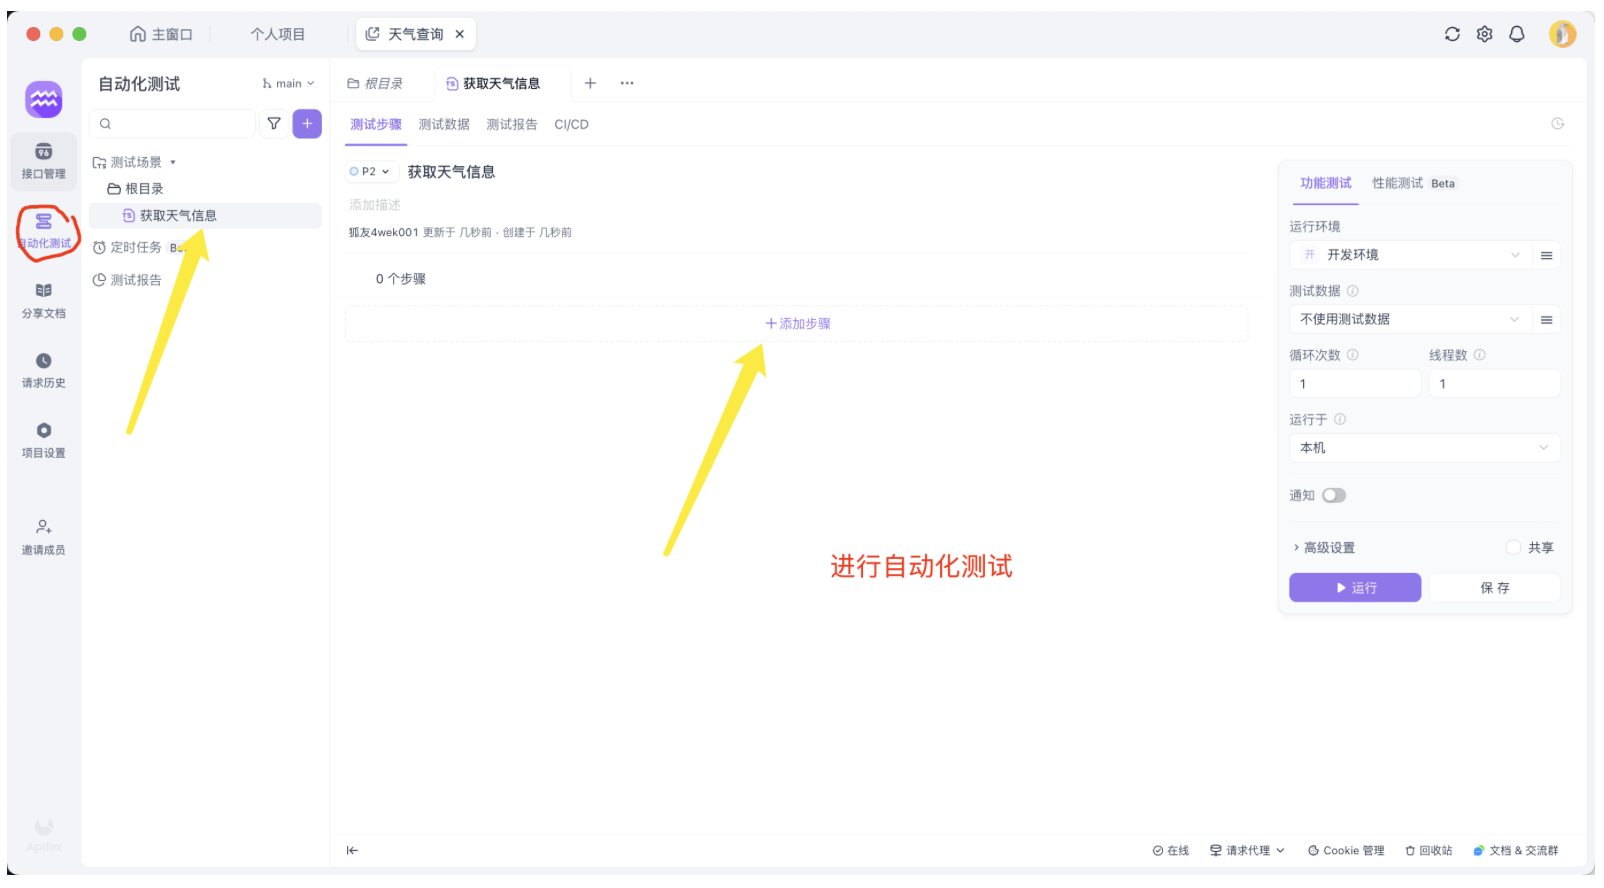 主窗口
个人项目
天气查询
自动化测试
main
根目录
获取天气信息
测试步骤 测试数据 测试报告 CI/CD
接口管理
自动化测试
分享文档
请求历史
项目设置
邀请成员
Apifox
测试场景
根目录
获取天气信息
定时任务
测试报告
P2 获取天气信息
添加描述
狐友4wek001 更新于 几秒前 · 创建于 几秒前
0 个步骤
添加步骤
进行自动化测试
功能测试 性能测试 Beta
运行环境
开 开发环境
测试数据
不使用测试数据
循环次数 线程数
1 1
运行于
本机
通知
高级设置 共享
运行 保 存
在线 请求代理 Cookie 管理 回收站 文档 & 交流群